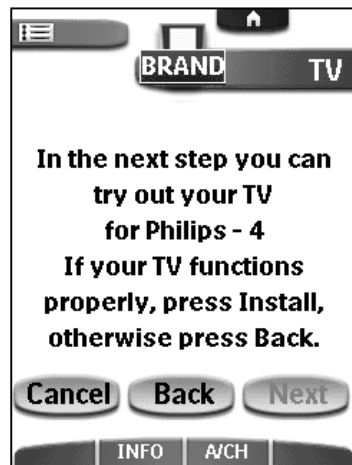 BRAND TV
In the next step you can
try out your TV
for Philips - 4
If your TV functions
properly, press Install,
otherwise press Back.
Cancel Back Next
INFO A/CH